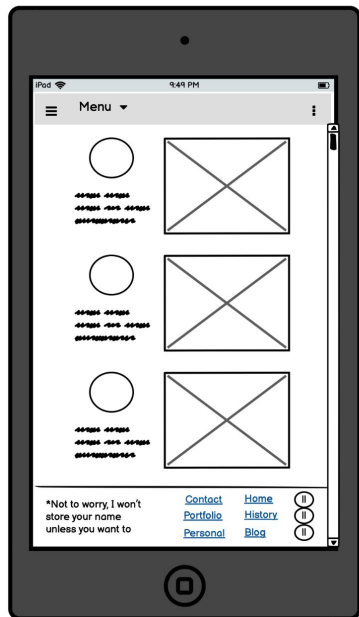 iPad 9:49 PM
Menu
*Not to worry, I won't
store your name
unless you want to
Contact Home
Portfolio History
Personal Blog